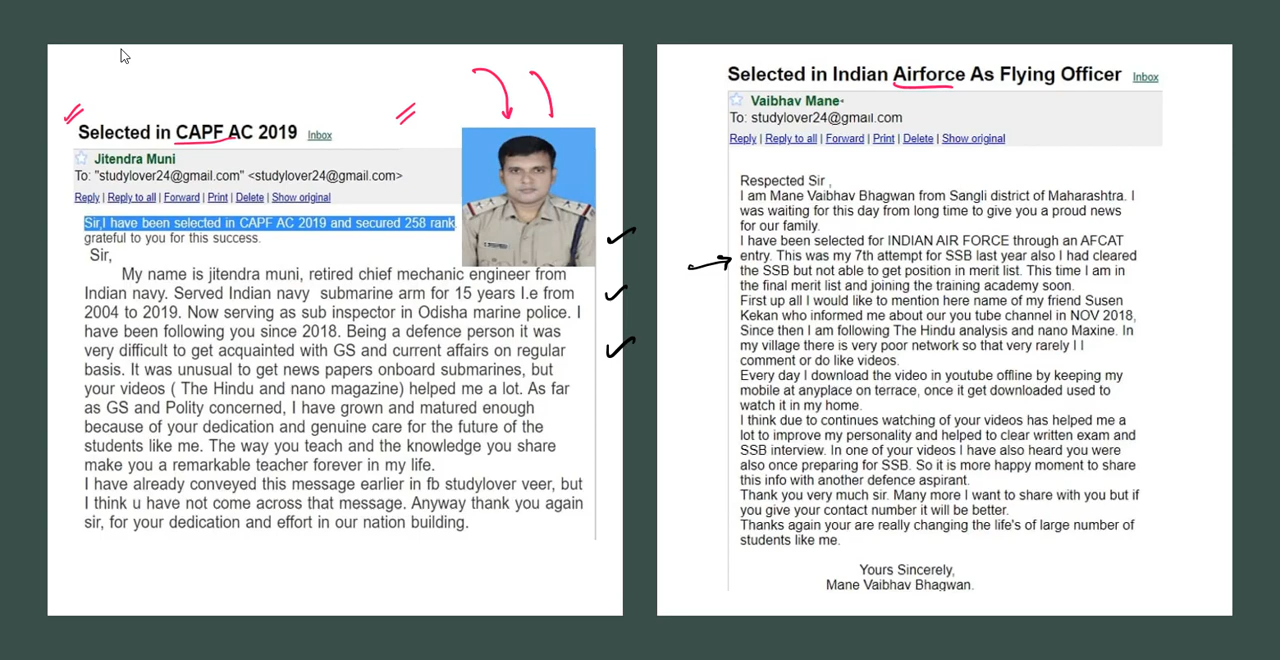 Selected in CAPF AC 2019 Inbox
Jitendra Muni
To: "studylover24@gmail.com" <studylover24@gmail.com>
Reply | Reply to all | Forward | Print | Delete | Show original
Sir,I have been selected in CAPF AC 2019 and secured 258 rank
grateful to you for this success.
Sir,
My name is jitendra muni, retired chief mechanic engineer from
Indian navy. Served Indian navy submarine arm for 15 years I.e from
2004 to 2019. Now serving as sub inspector in Odisha marine police. I
have been following you since 2018. Being a defence person it was
very difficult to get acquainted with GS and current affairs on regular
basis. It was unusual to get news papers onboard submarines, but
your videos ( The Hindu and nano magazine) helped me a lot. As far
as GS and Polity concerned, I have grown and matured enough
because of your dedication and genuine care for the future of the
students like me. The way you teach and the knowledge you share
make you a remarkable teacher forever in my life.
I have already conveyed this message earlier in fb studylover veer, but
I think u have not come across that message. Anyway thank you again
sir, for your dedication and effort in our nation building.
Selected in Indian Airforce As Flying Officer Inbox
Vaibhav Mane
To: studylover24@gmail.com
Reply | Reply to all | Forward | Print | Delete | Show original
Respected Sir ,
I am Mane Vaibhav Bhagwan from Sangli district of Maharashtra. I
was waiting for this day from long time to give you a proud news
for our family.
I have been selected for INDIAN AIR FORCE through an AFCAT
entry. This was my 7th attempt for SSB last year also I had cleared
the SSB but not able to get position in merit list. This time I am in
the final merit list and joining the training academy soon.
First up all I would like to mention here name of my friend Susen
Kekan who informed me about our you tube channel in NOV 2018,
Since then I am following The Hindu analysis and nano Maxine. In
my village there is very poor network so that very rarely I I
comment or do like videos.
Every day I download the video in youtube offline by keeping my
mobile at anyplace on terrace, once it get downloaded used to
watch it in my home.
I think due to continues watching of your videos has helped me a
lot to improve my personality and helped to clear written exam and
SSB interview. In one of your videos I have also heard you were
also once preparing for SSB. So it is more happy moment to share
this info with another defence aspirant.
Thank you very much sir. Many more I want to share with you but if
you give your contact number it will be better.
Thanks again your are really changing the life's of large number of
students like me.
Yours Sincerely,
Mane Vaibhav Bhagwan.